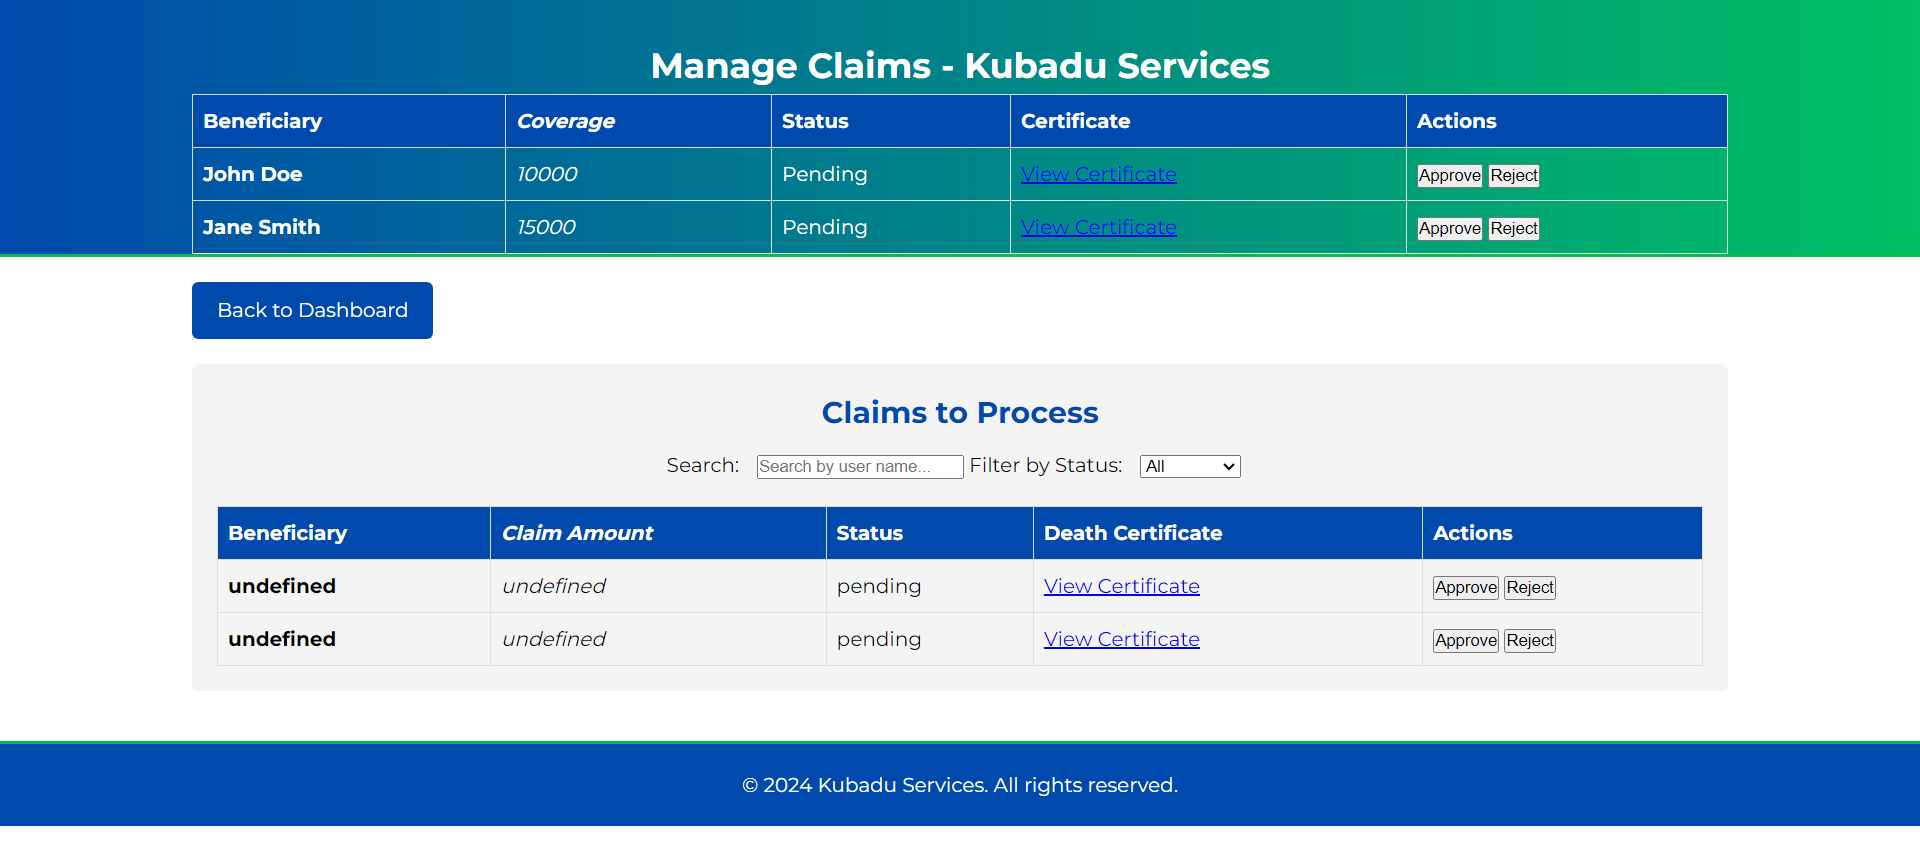 Manage Claims - Kubadu Services
Beneficiary Coverage Status Certificate Actions
John Doe 10000 Pending View Certificate Approve Reject
Jane Smith 15000 Pending View Certificate Approve Reject
Back to Dashboard
Claims to Process
Search: Search by user name... Filter by Status: All
Beneficiary Claim Amount Status Death Certificate Actions
undefined undefined pending View Certificate Approve Reject
undefined undefined pending View Certificate Approve Reject
© 2024 Kubadu Services. All rights reserved.